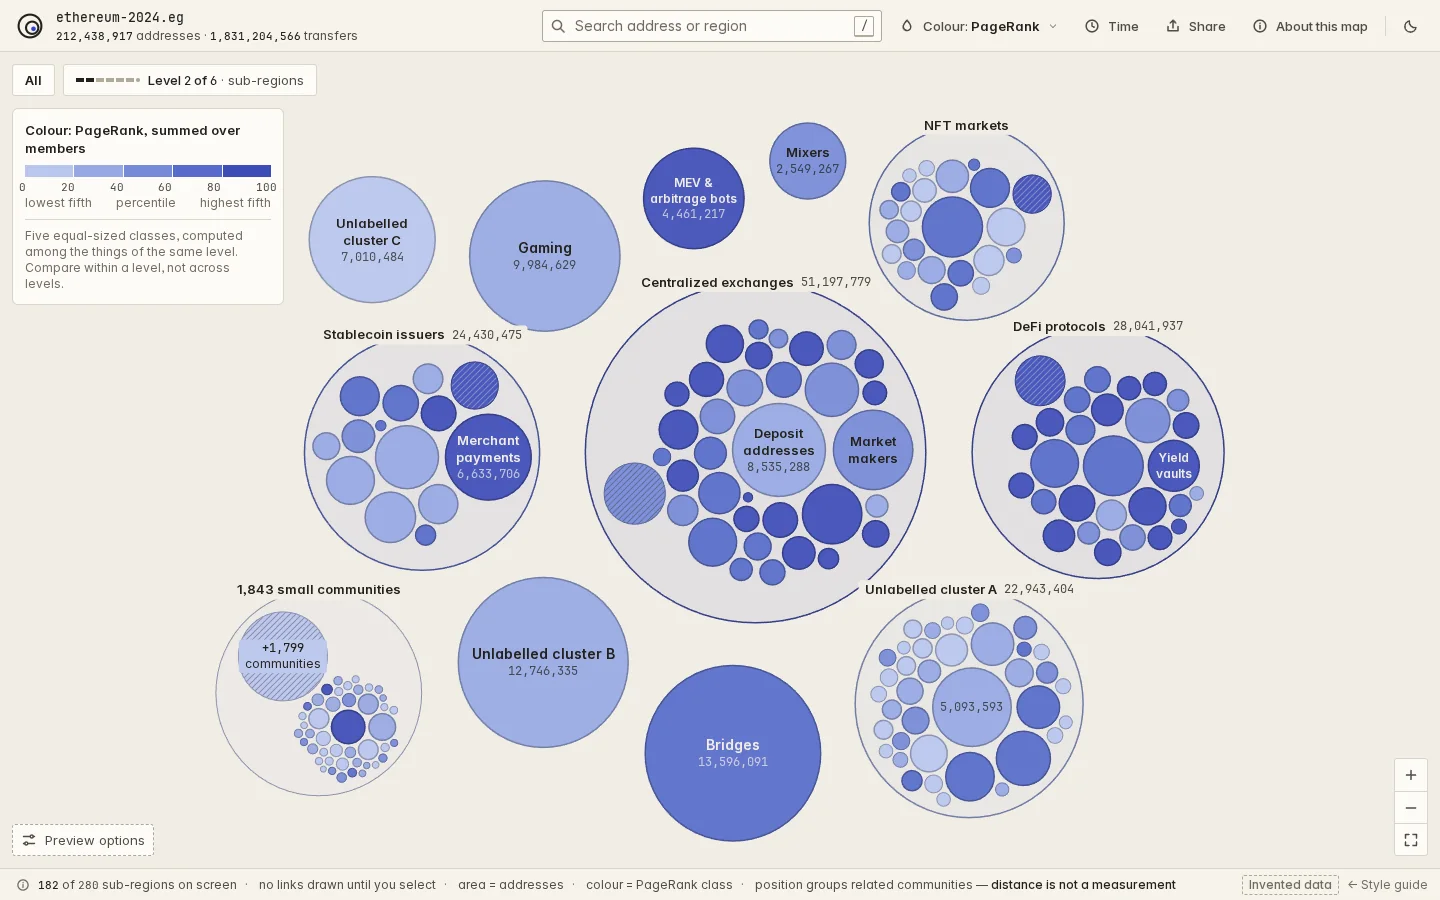 ethereum-2024.eg
212,438,917 addresses · 1,831,204,566 transfers
Search address or region
/
Colour: PageRank
Time
Share
About this map
All
Level 2 of 6 · sub-regions
Colour: PageRank, summed over
members
0 20 40 60 80 100
lowest fifth percentile highest fifth
Five equal-sized classes, computed
among the things of the same level.
Compare within a level, not across
levels.
NFT markets
Mixers
2,549,267
MEV &
arbitrage bots
4,461,217
Unlabelled
cluster C
7,010,484
Gaming
9,984,629
Centralized exchanges 51,197,779
Stablecoin issuers 24,430,475
DeFi protocols 28,041,937
Merchant
payments
6,633,706
Deposit
addresses
8,535,288
Market
makers
Yield
vaults
1,843 small communities
+1,799
communities
Unlabelled cluster B
12,746,335
Unlabelled cluster A 22,943,404
5,093,593
Bridges
13,596,091
+
−
Preview options
182 of 280 sub-regions on screen · no links drawn until you select · area = addresses · colour = PageRank class · position groups related communities — distance is not a measurement
Invented data
← Style guide